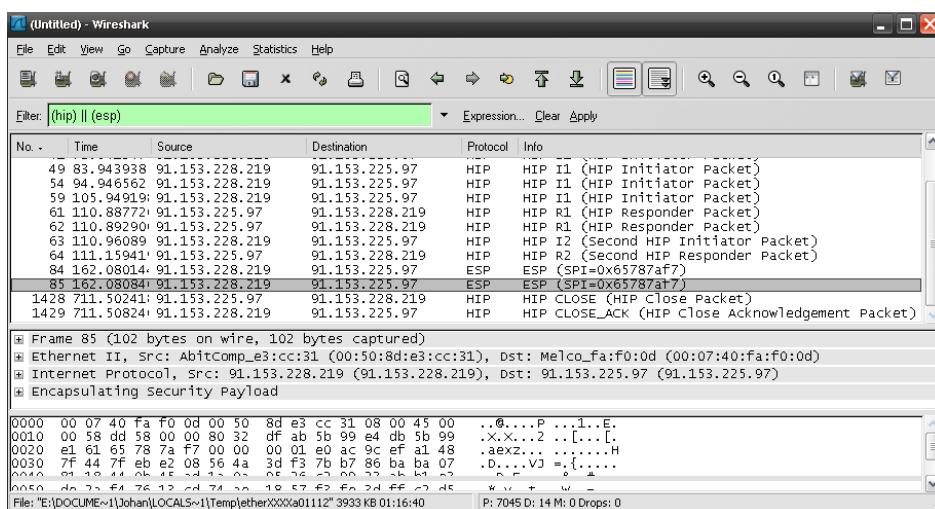 (Untitled) - Wireshark
File Edit View Go Capture Analyze Statistics Help
Filter: (hip) || (esp) Expression... Clear Apply
No. - Time Source Destination Protocol Info
49 83.943938 91.153.228.219 91.153.225.97 HIP HIP I1 (HIP Initiator Packet)
54 94.946562 91.153.228.219 91.153.225.97 HIP HIP I1 (HIP Initiator Packet)
59 105.94919 91.153.228.219 91.153.225.97 HIP HIP I1 (HIP Initiator Packet)
61 110.88772 91.153.225.97 91.153.228.219 HIP HIP R1 (HIP Responder Packet)
62 110.89290 91.153.225.97 91.153.228.219 HIP HIP R1 (HIP Responder Packet)
63 110.96089 91.153.228.219 91.153.225.97 HIP HIP I2 (Second HIP Initiator Packet)
64 111.15941 91.153.225.97 91.153.228.219 HIP HIP R2 (Second HIP Responder Packet)
84 162.08014 91.153.228.219 91.153.225.97 ESP ESP (SPI=0x65787af7)
85 162.08084 91.153.228.219 91.153.225.97 ESP ESP (SPI=0x65787af7)
1428 711.50241 91.153.225.97 91.153.228.219 HIP HIP CLOSE (HIP Close Packet)
1429 711.50824 91.153.228.219 91.153.225.97 HIP HIP CLOSE_ACK (HIP Close Acknowledgement Packet)
Frame 85 (102 bytes on wire, 102 bytes captured)
Ethernet II, Src: AbitComp_e3:cc:31 (00:50:8d:e3:cc:31), Dst: Melco_fa:f0:0d (00:07:40:fa:f0:0d)
Internet Protocol, Src: 91.153.228.219 (91.153.228.219), Dst: 91.153.225.97 (91.153.225.97)
Encapsulating Security Payload
0000 00 07 40 fa f0 0d 00 50 8d e3 cc 31 08 00 45 00 ..@....P ...1..E.
0010 00 58 dd 58 00 00 80 32 df ab 5b 99 e4 db 5b 99 .X.X...2 ..[...[.
0020 e1 61 65 78 7a f7 00 00 00 01 e0 ac 9c ef a1 48 .aexz... .......H
0030 7f 44 7f eb e2 08 56 4a 3d f3 7b b7 86 ba ba 07 .D....VJ =.{.....
File: "E:\DOCUME~1\Johan\LOCALS~1\Temp\etherXXXXa01112" 3933 KB 01:16:40 P: 7045 D: 14 M: 0 Drops: 0